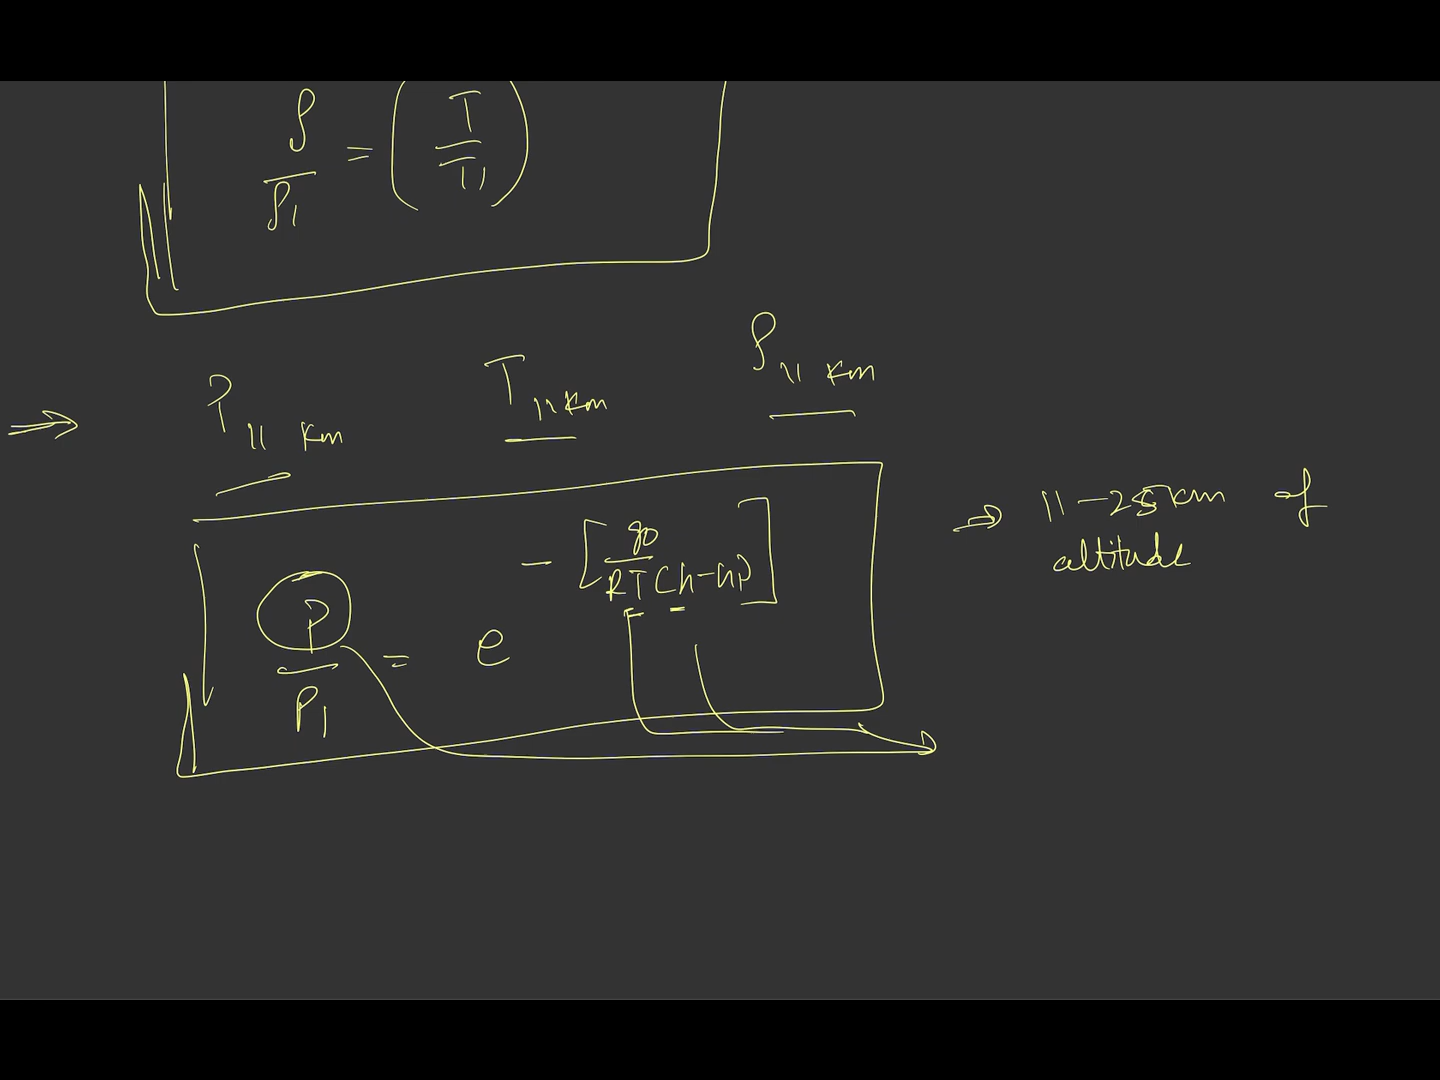 ρ/ρ1 = (T/T1)
⇒ P11 km T11 km ρ11 km
P/P1 = e^-[g0/RT(h-h1)] → 11-25 km of
altitude